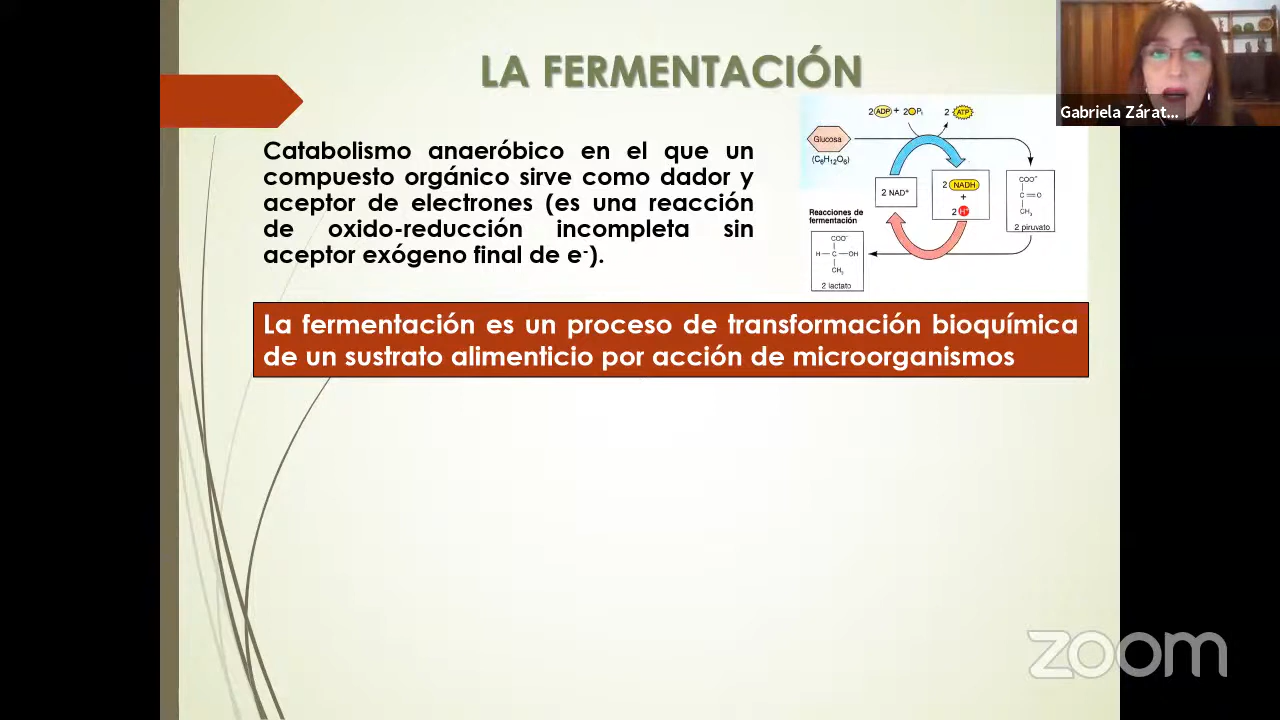 LA FERMENTACIÓN
Gabriela Zárat...
Catabolismo anaeróbico en el que un
compuesto orgánico sirve como dador y
aceptor de electrones (es una reacción
de oxido-reducción incompleta sin
aceptor exógeno final de e⁻).
2 ADP + 2 Pᵢ
2 ATP
Glucosa
(C₆H₁₂O₆)
2 NAD⁺
2 NADH
+
2 H⁺
COO⁻
C═O
CH₃
2 piruvato
Reacciones de
fermentación
COO⁻
H—C—OH
CH₃
2 lactato
La fermentación es un proceso de transformación bioquímica
de un sustrato alimenticio por acción de microorganismos
zoom